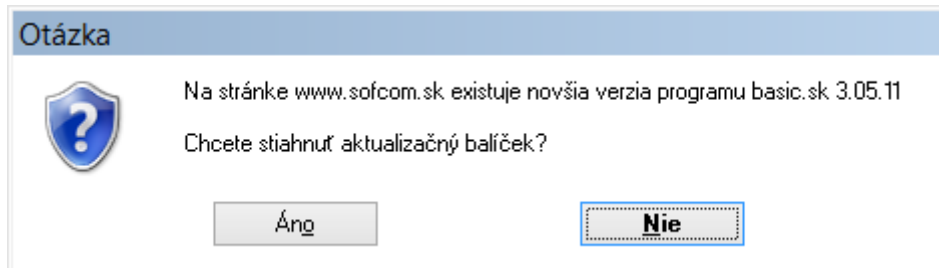 Otázka
Na stránke www.sofcom.sk existuje novšia verzia programu basic.sk 3.05.11
Chcete stiahnuť aktualizačný balíček?
Áno
Nie